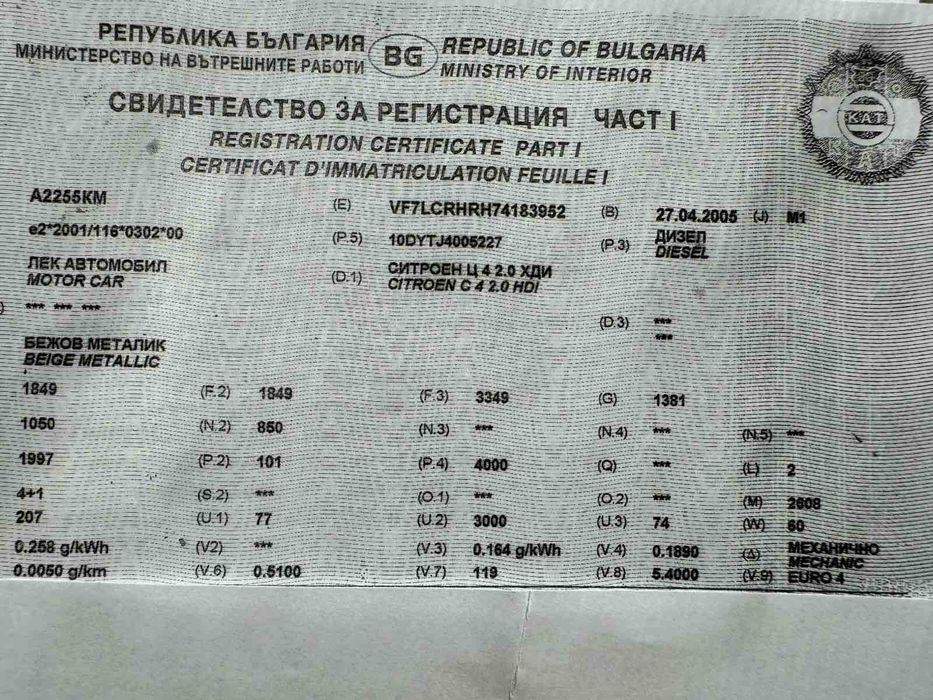 РЕПУБЛИКА БЪЛГАРИЯ BG REPUBLIC OF BULGARIA
МИНИСТЕРСТВО НА ВЪТРЕШНИТЕ РАБОТИ MINISTRY OF INTERIOR
СВИДЕТЕЛСТВО ЗА РЕГИСТРАЦИЯ ЧАСТ I
REGISTRATION CERTIFICATE PART I
CERTIFICAT D'IMMATRICULATION FEUILLE I
КАТ
A2255KM (E) VF7LCRHRH74183952 (B) 27.04.2005 (J) M1
e2*2001/116*0302*00 (P.5) 10DYTJ4005227 (P.3) ДИЗЕЛ
DIESEL
ЛЕК АВТОМОБИЛ (D.1) СИТРОЕН Ц 4 2.0 ХДИ
MOTOR CAR CITROEN C 4 2.0 HDI
) *** *** *** (D.3) ***
***
БЕЖОВ МЕТАЛИК
BEIGE METALLIC
1849 (F.2) 1849 (F.3) 3349 (G) 1381
1050 (N.2) 850 (N.3) *** (N.4) *** (N.5) ***
1997 (P.2) 101 (P.4) 4000 (Q) *** (L) 2
4+1 (S.2) *** (O.1) *** (O.2) *** (M) 2608
207 (U.1) 77 (U.2) 3000 (U.3) 74 (W) 60
0.258 g/kWh (V2) *** (V.3) 0.164 g/kWh (V.4) 0.1890 (Δ) МЕХАНИЧНО
MECHANIC
0.0050 g/km (V.6) 0.5100 (V.7) 119 (V.8) 5.4000 (V.9) EURO 4